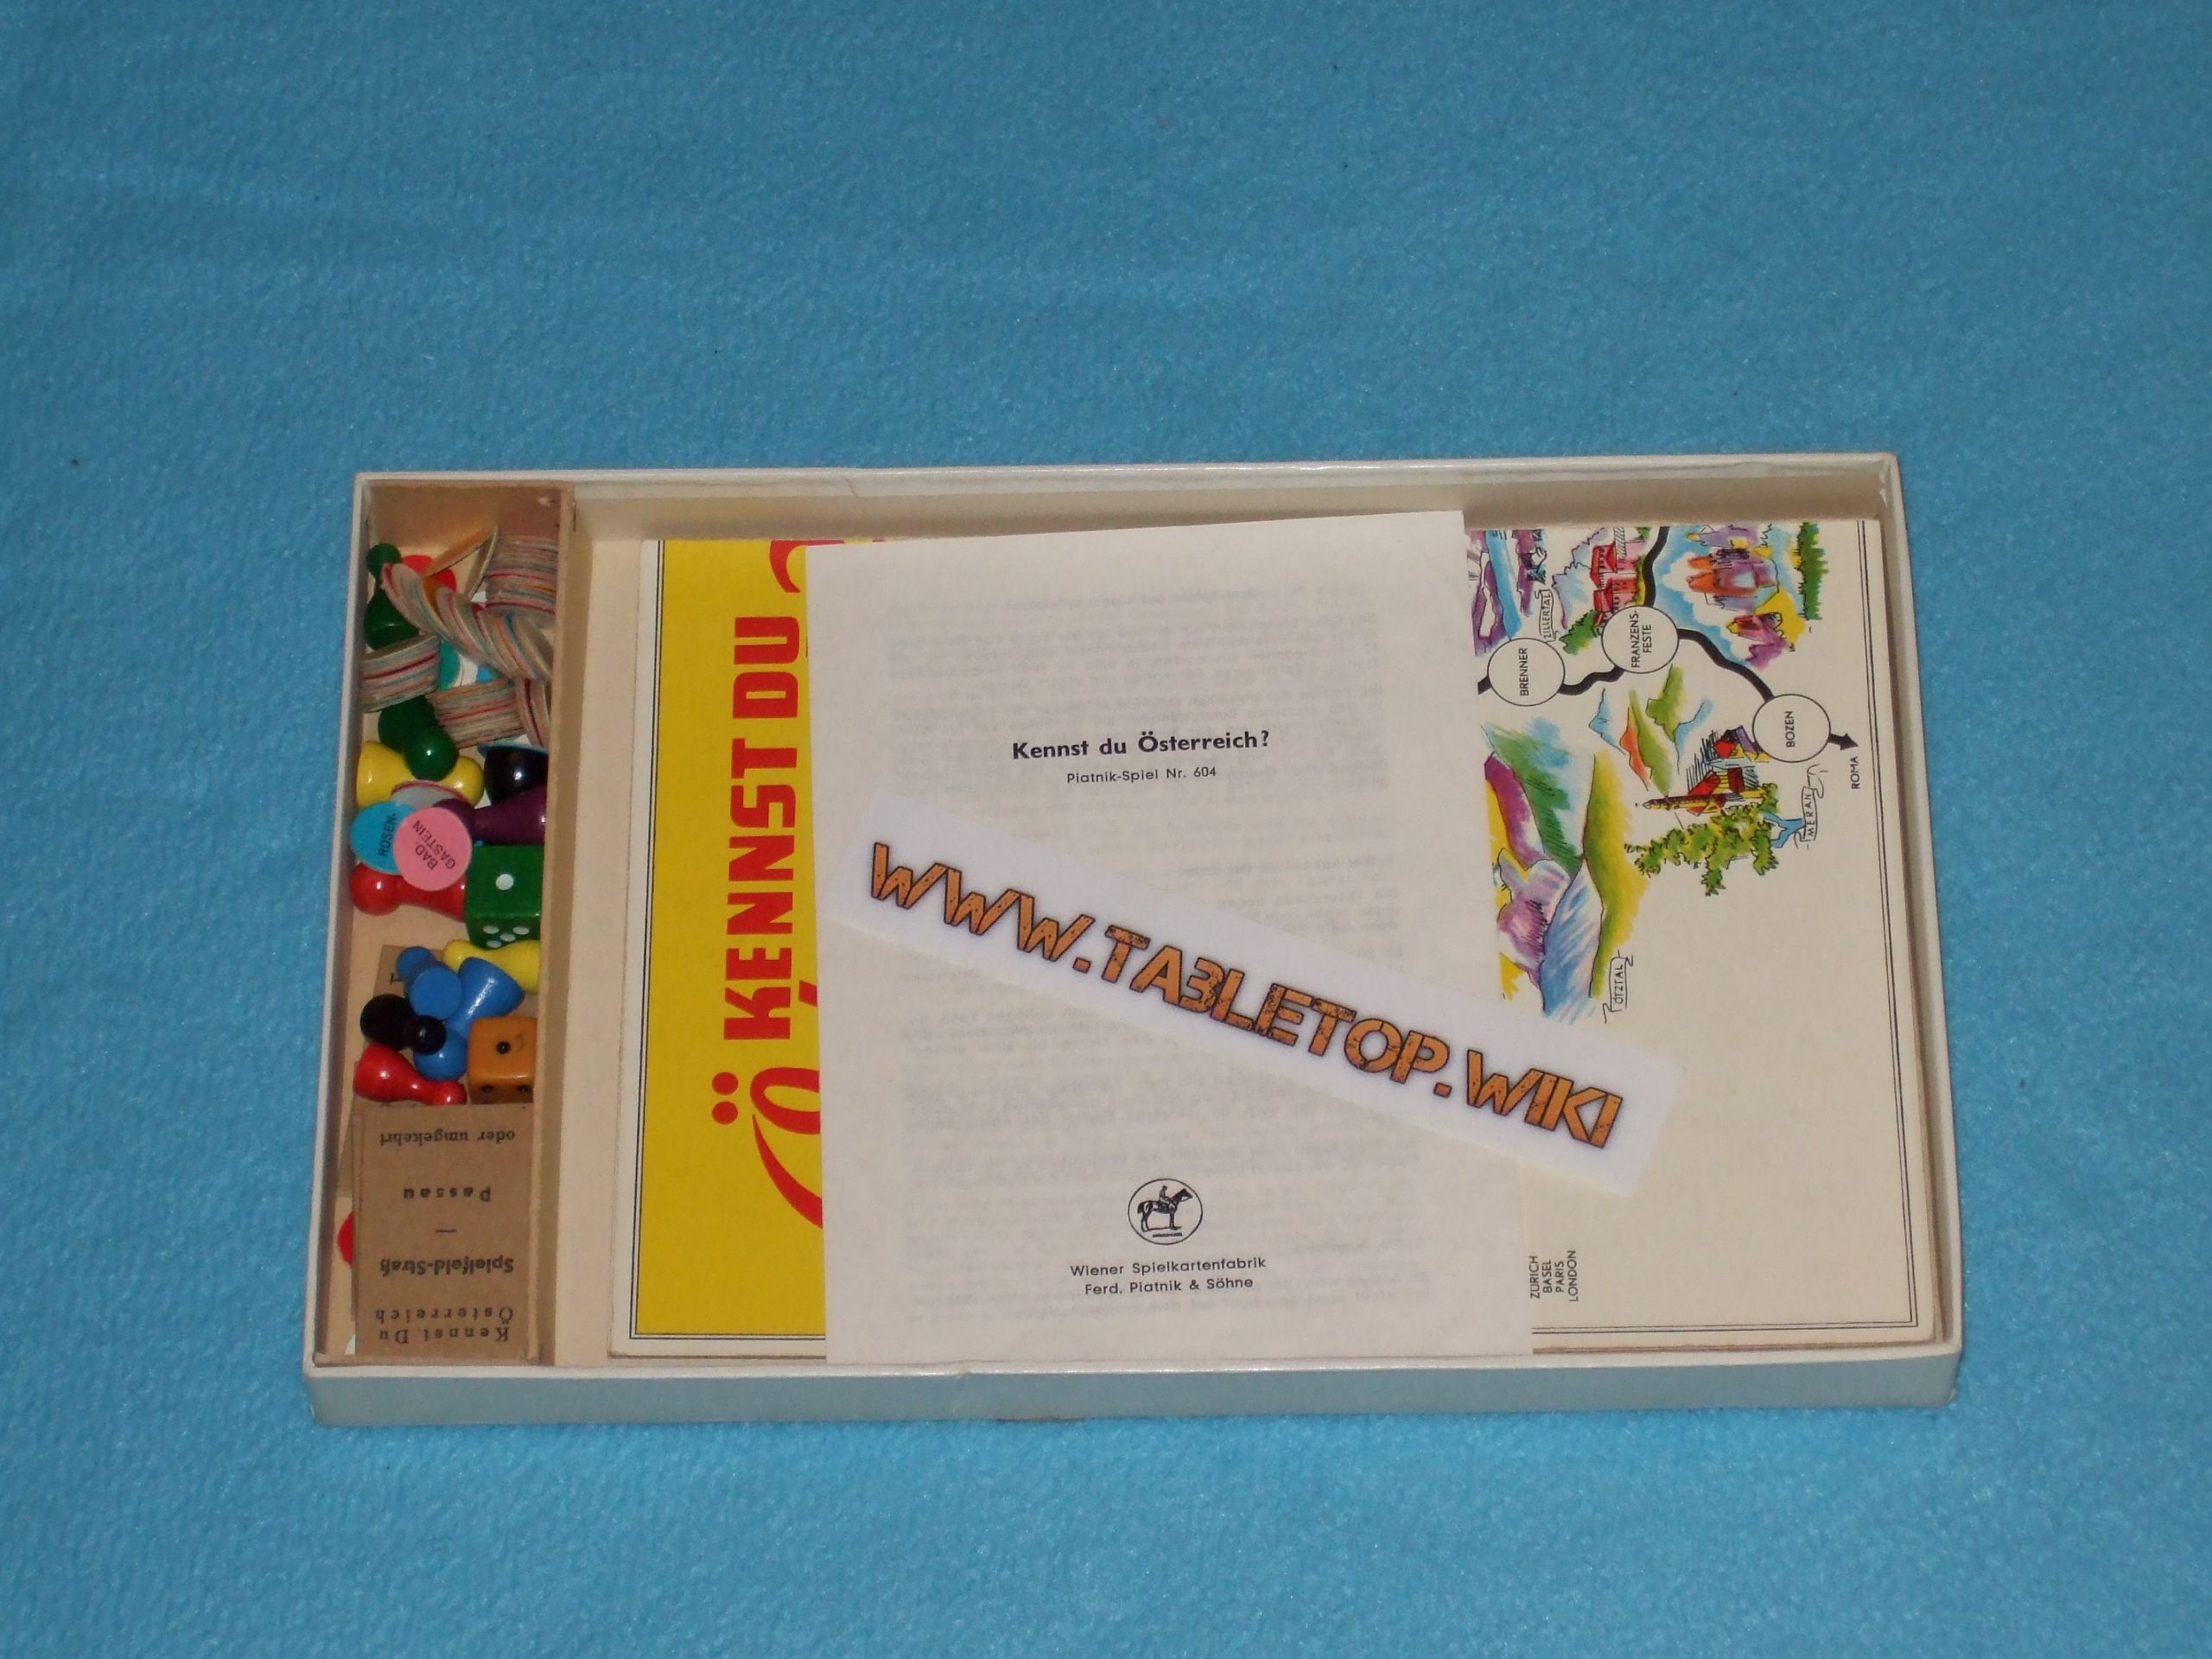 KENNST DU
Ö
Kennst du Österreich?
Piatnik-Spiel Nr. 604
WWW.TABLETOP.WIKI
Wiener Spielkartenfabrik
Ferd. Piatnik & Söhne
ZILLERTAL
BRENNER
FRANZENS-
FESTE
BOZEN
ROMA
MERAN
ÖTZTAL
ZÜRICH
BASEL
PARIS
LONDON
ROSEN-
BAD-
GASTEIN
Kennst Du
Österreich
Spielfeld-Straß
—
Passau
oder umgekehrt